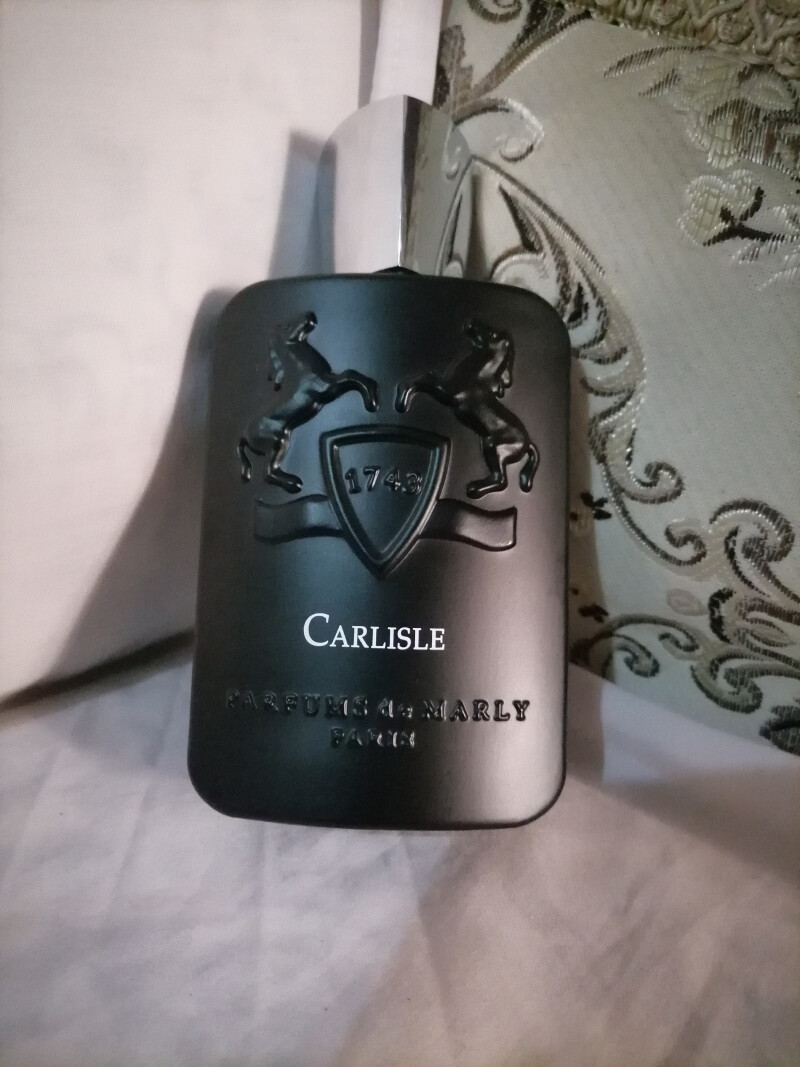 1743
CARLISLE
PARFUMS de MARLY
PARIS